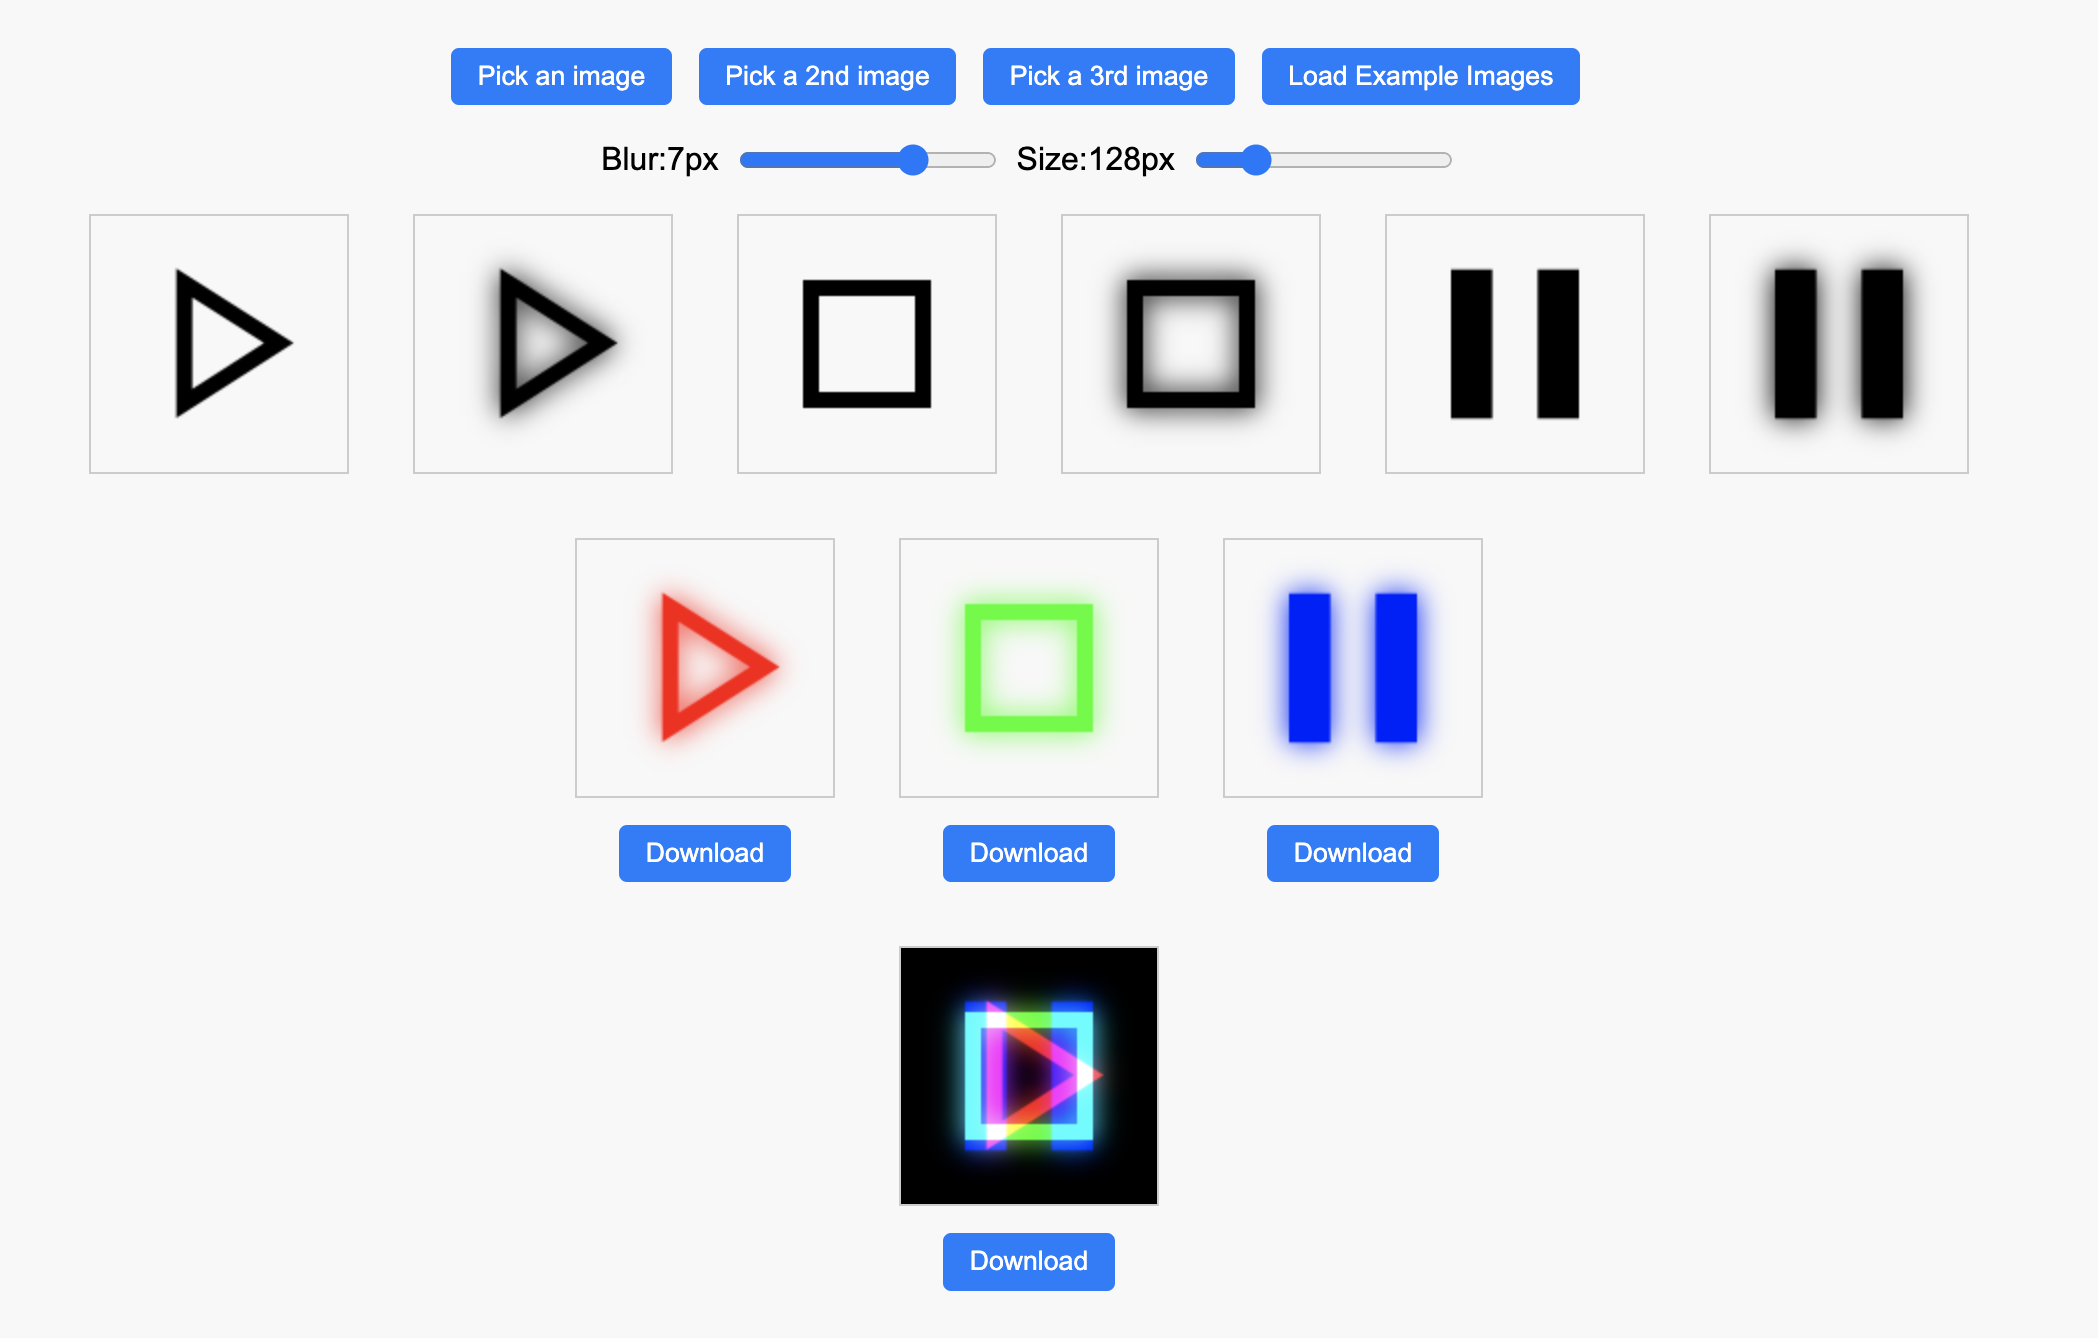 Pick an image Pick a 2nd image Pick a 3rd image Load Example Images
Blur:7px Size:128px
Download Download Download
Download